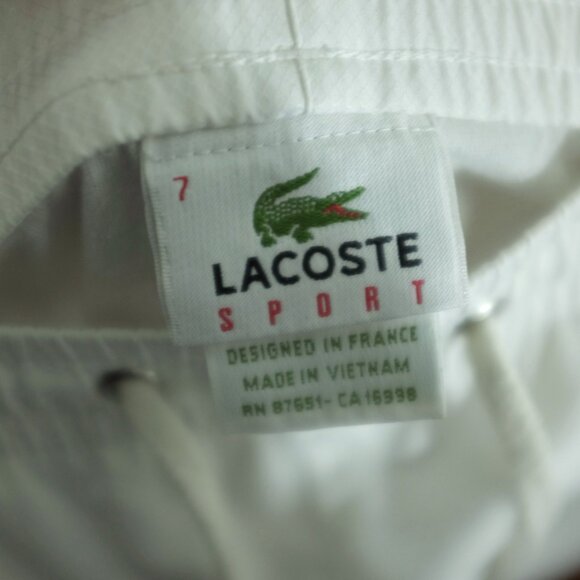 7
LACOSTE
SPORT
DESIGNED IN FRANCE
MADE IN VIETNAM
RN 87651- CA 16998